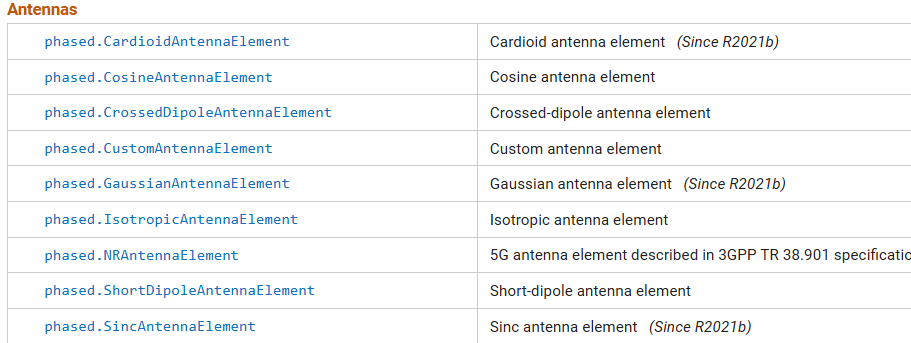 Antennas
phased.CardioidAntennaElement Cardioid antenna element (Since R2021b)
phased.CosineAntennaElement Cosine antenna element
phased.CrossedDipoleAntennaElement Crossed-dipole antenna element
phased.CustomAntennaElement Custom antenna element
phased.GaussianAntennaElement Gaussian antenna element (Since R2021b)
phased.IsotropicAntennaElement Isotropic antenna element
phased.NRAntennaElement 5G antenna element described in 3GPP TR 38.901 specificatio
phased.ShortDipoleAntennaElement Short-dipole antenna element
phased.SincAntennaElement Sinc antenna element (Since R2021b)